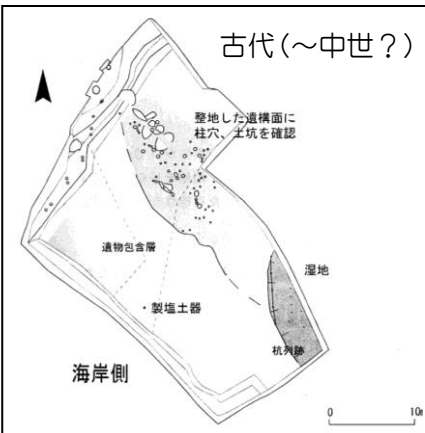 古代(～中世？)
整地した遺構面に
柱穴、土坑を確認
遺物包含層
湿地
・製塩土器
杭列跡
海岸側
0 10m